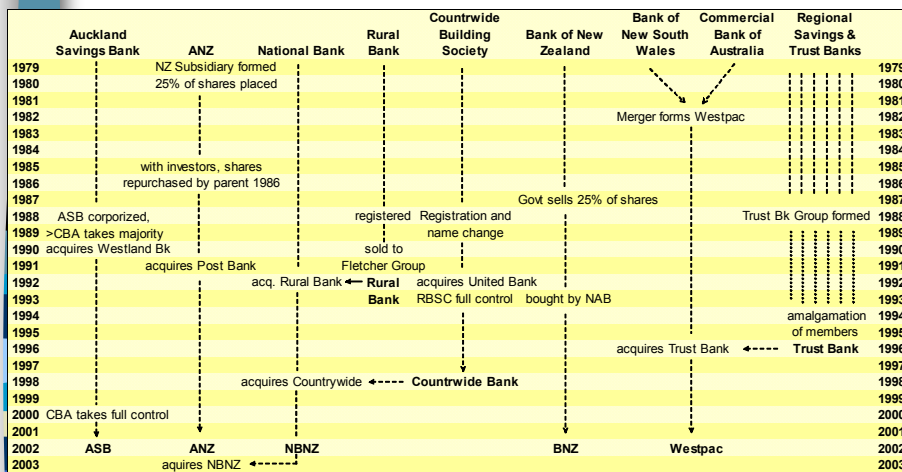 Countrwide Bank of Commercial Regional
Auckland Rural Building Bank of New New South Bank of Savings &
Savings Bank ANZ National Bank Bank Society Zealand Wales Australia Trust Banks
1979 NZ Subsidiary formed 1979
1980 25% of shares placed 1980
1981 1981
1982 Merger forms Westpac 1982
1983 1983
1984 1984
1985 with investors, shares 1985
1986 repurchased by parent 1986 1986
1987 Govt sells 25% of shares 1987
1988 ASB corporized, registered Registration and Trust Bk Group formed 1988
1989 >CBA takes majority name change 1989
1990 acquires Westland Bk sold to 1990
1991 acquires Post Bank Fletcher Group 1991
1992 acq. Rural Bank Rural acquires United Bank 1992
1993 Bank RBSC full control bought by NAB 1993
1994 amalgamation 1994
1995 of members 1995
1996 acquires Trust Bank Trust Bank 1996
1997 1997
1998 acquires Countrywide Countrwide Bank 1998
1999 1999
2000 CBA takes full control 2000
2001 2001
2002 ASB ANZ NBNZ BNZ Westpac 2002
2003 aquires NBNZ 2003